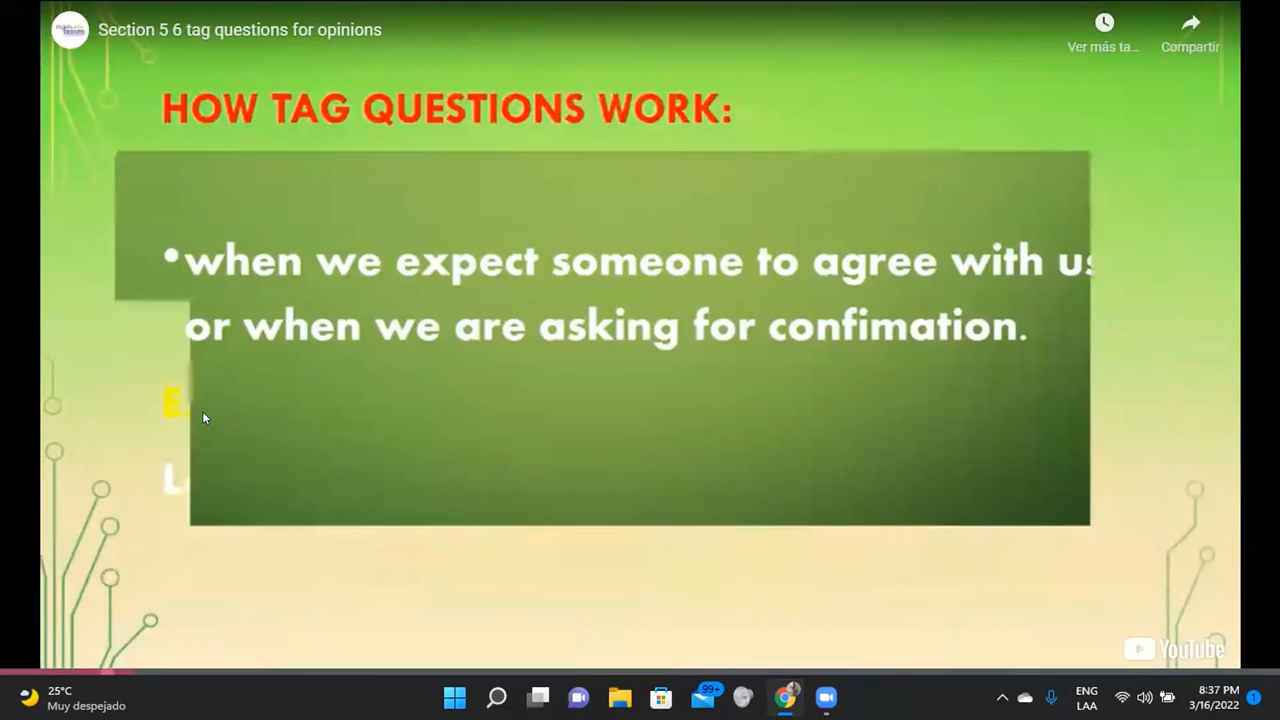 Section 5 6 tag questions for opinions
Ver más ta...
Compartir
HOW TAG QUESTIONS WORK:
•when we expect someone to agree with us
or when we are asking for confimation.
YouTube
25°C
Muy despejado
99+
ENG
LAA
8:37 PM
3/16/2022
1